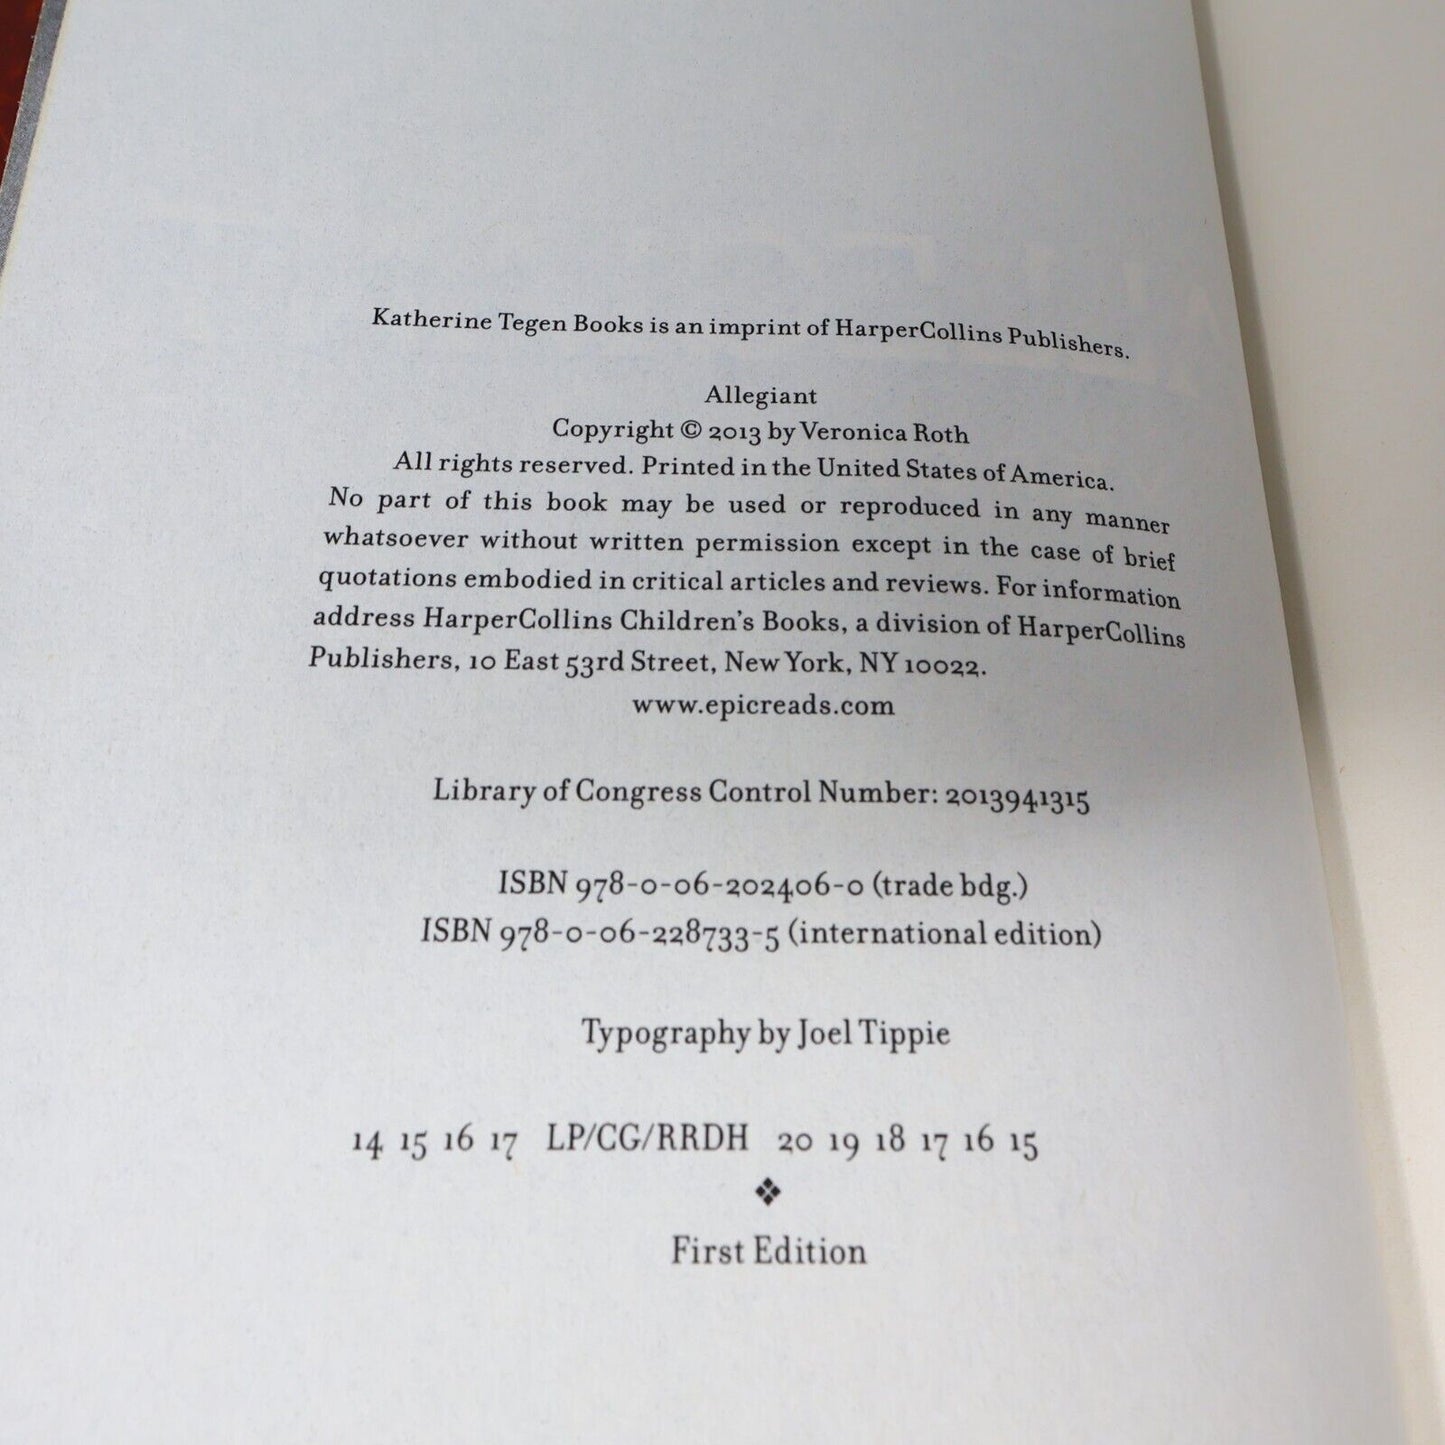 Katherine Tegen Books is an imprint of HarperCollins Publishers.
Allegiant
Copyright © 2013 by Veronica Roth
All rights reserved. Printed in the United States of America.
No part of this book may be used or reproduced in any manner
whatsoever without written permission except in the case of brief
quotations embodied in critical articles and reviews. For information
address HarperCollins Children's Books, a division of HarperCollins
Publishers, 10 East 53rd Street, New York, NY 10022.
www.epicreads.com
Library of Congress Control Number: 2013941315
ISBN 978-0-06-202406-0 (trade bdg.)
ISBN 978-0-06-228733-5 (international edition)
Typography by Joel Tippie
14 15 16 17 LP/CG/RRDH 20 19 18 17 16 15
❖
First Edition